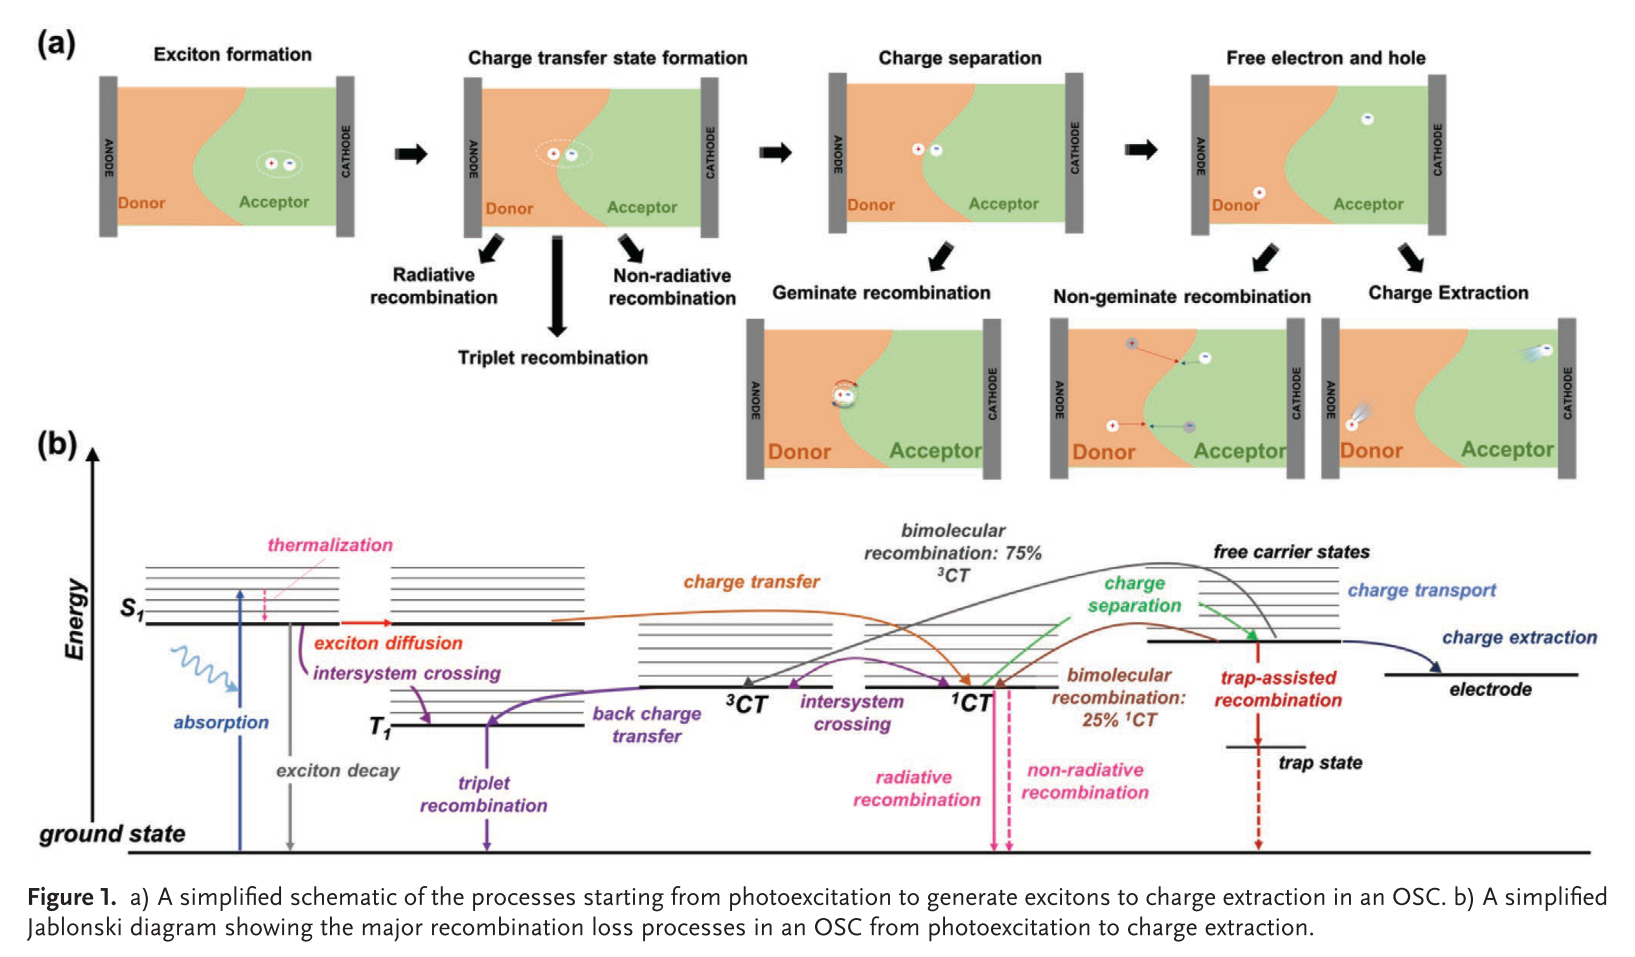 (a)
Exciton formation
Charge transfer state formation
Charge separation
Free electron and hole
ANODE
CATHODE
Donor
Acceptor
ANODE
CATHODE
Donor
Acceptor
ANODE
CATHODE
Donor
Acceptor
ANODE
CATHODE
Donor
Acceptor
Radiative
recombination
Non-radiative
recombination
Triplet recombination
Geminate recombination
Non-geminate recombination
Charge Extraction
ANODE
CATHODE
Donor
Acceptor
ANODE
CATHODE
Donor
Acceptor
ANODE
CATHODE
Donor
Acceptor
(b)
Energy
thermalization
S₁
exciton diffusion
intersystem crossing
absorption
T₁
exciton decay
triplet
recombination
back charge
transfer
charge transfer
³CT
intersystem
crossing
bimolecular
recombination: 75%
³CT
¹CT
radiative
recombination
non-radiative
recombination
charge
separation
bimolecular
recombination:
25% ¹CT
free carrier states
charge transport
charge extraction
electrode
trap-assisted
recombination
trap state
ground state
Figure 1. a) A simplified schematic of the processes starting from photoexcitation to generate excitons to charge extraction in an OSC. b) A simplified
Jablonski diagram showing the major recombination loss processes in an OSC from photoexcitation to charge extraction.